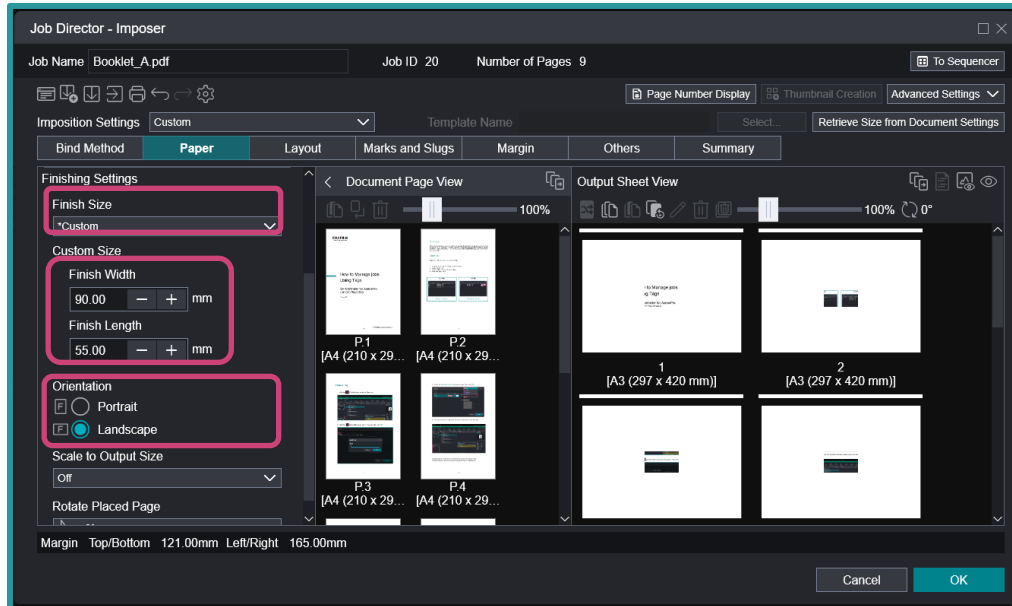 Job Director - Imposer
Job Name Booklet_A.pdf Job ID 20 Number of Pages 9 To Sequencer
Page Number Display Thumbnail Creation Advanced Settings
Imposition Settings Custom Template Name Select... Retrieve Size from Document Settings
Bind Method Paper Layout Marks and Slugs Margin Others Summary
Finishing Settings
Finish Size
*Custom
Custom Size
Finish Width
90.00 — + mm
Finish Length
55.00 — + mm
Orientation
F Portrait
F Landscape
Scale to Output Size
Off
Rotate Placed Page
Document Page View
100%
How to Manage jobs
Using Tags
P.1 P.2
[A4 (210 x 29... [A4 (210 x 29...
P.3 P.4
[A4 (210 x 29... [A4 (210 x 29...
Output Sheet View
100% 0°
1 2
[A3 (297 x 420 mm)] [A3 (297 x 420 mm)]
Margin Top/Bottom 121.00mm Left/Right 165.00mm
Cancel OK